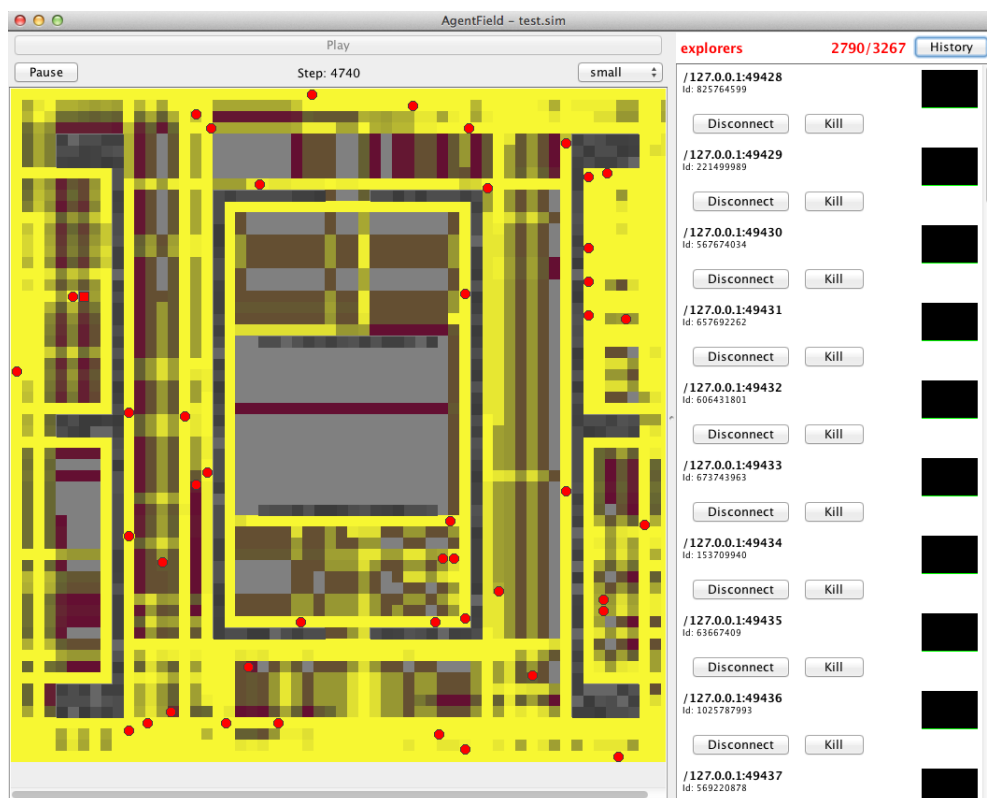 AgentField – test.sim
Play
Pause
Step: 4740
small
explorers
2790/3267
History
/127.0.0.1:49428
Id: 825764599
Disconnect
Kill
/127.0.0.1:49429
Id: 221499989
Disconnect
Kill
/127.0.0.1:49430
Id: 567674034
Disconnect
Kill
/127.0.0.1:49431
Id: 657692262
Disconnect
Kill
/127.0.0.1:49432
Id: 606431801
Disconnect
Kill
/127.0.0.1:49433
Id: 673743963
Disconnect
Kill
/127.0.0.1:49434
Id: 153709940
Disconnect
Kill
/127.0.0.1:49435
Id: 63667409
Disconnect
Kill
/127.0.0.1:49436
Id: 1025787993
Disconnect
Kill
/127.0.0.1:49437
Id: 569220878